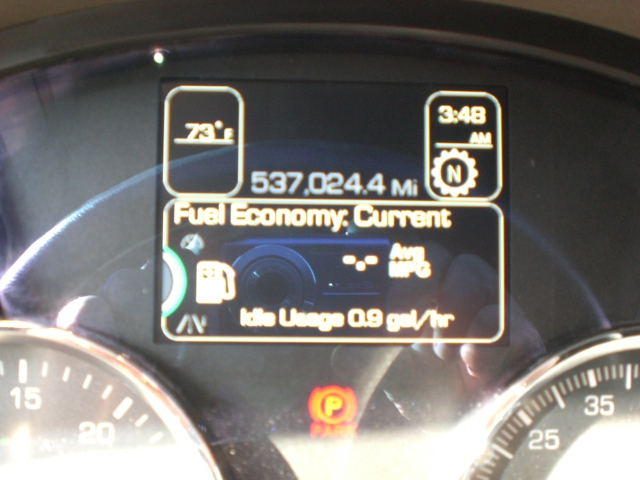 73°F
3:48
AM
N
537,024.4 Mi
Fuel Economy: Current
-.- Avg
MPG
Idle Usage 0.9 gal/hr
P
PARK
15
20
25
35